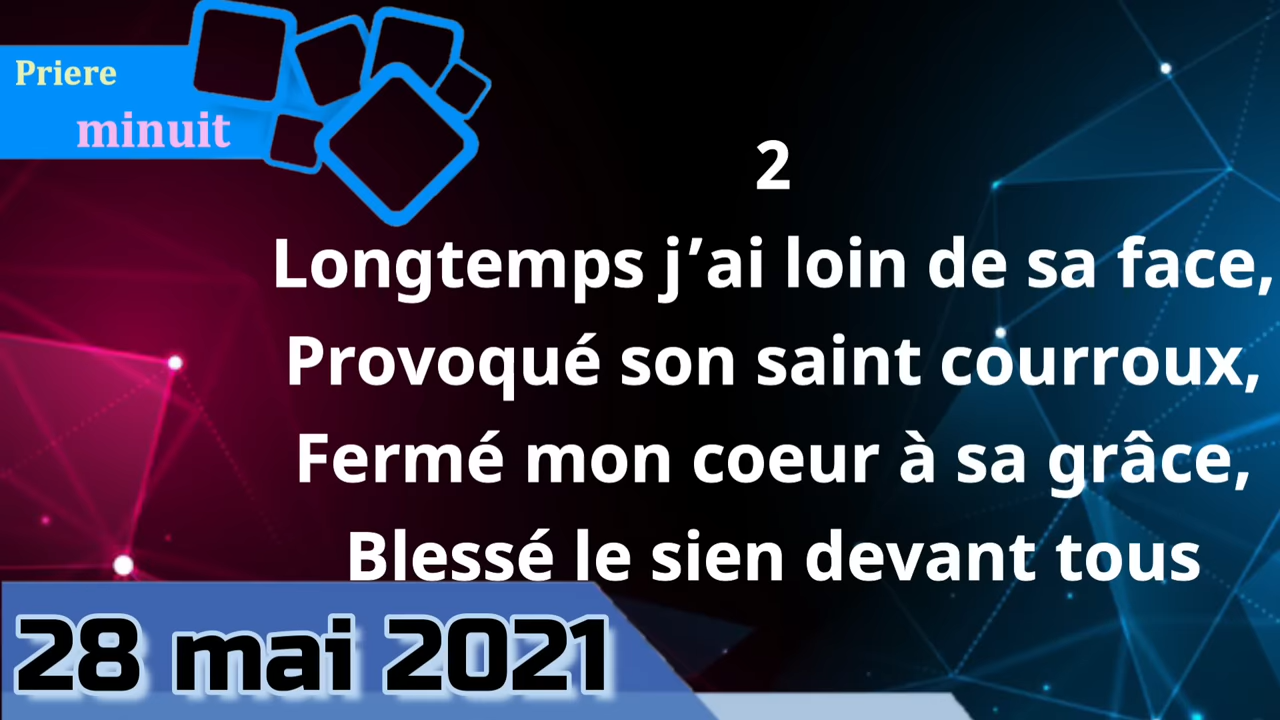 Priere
minuit
2
Longtemps j’ai loin de sa face,
Provoqué son saint courroux,
Fermé mon coeur à sa grâce,
Blessé le sien devant tous
28 mai 2021